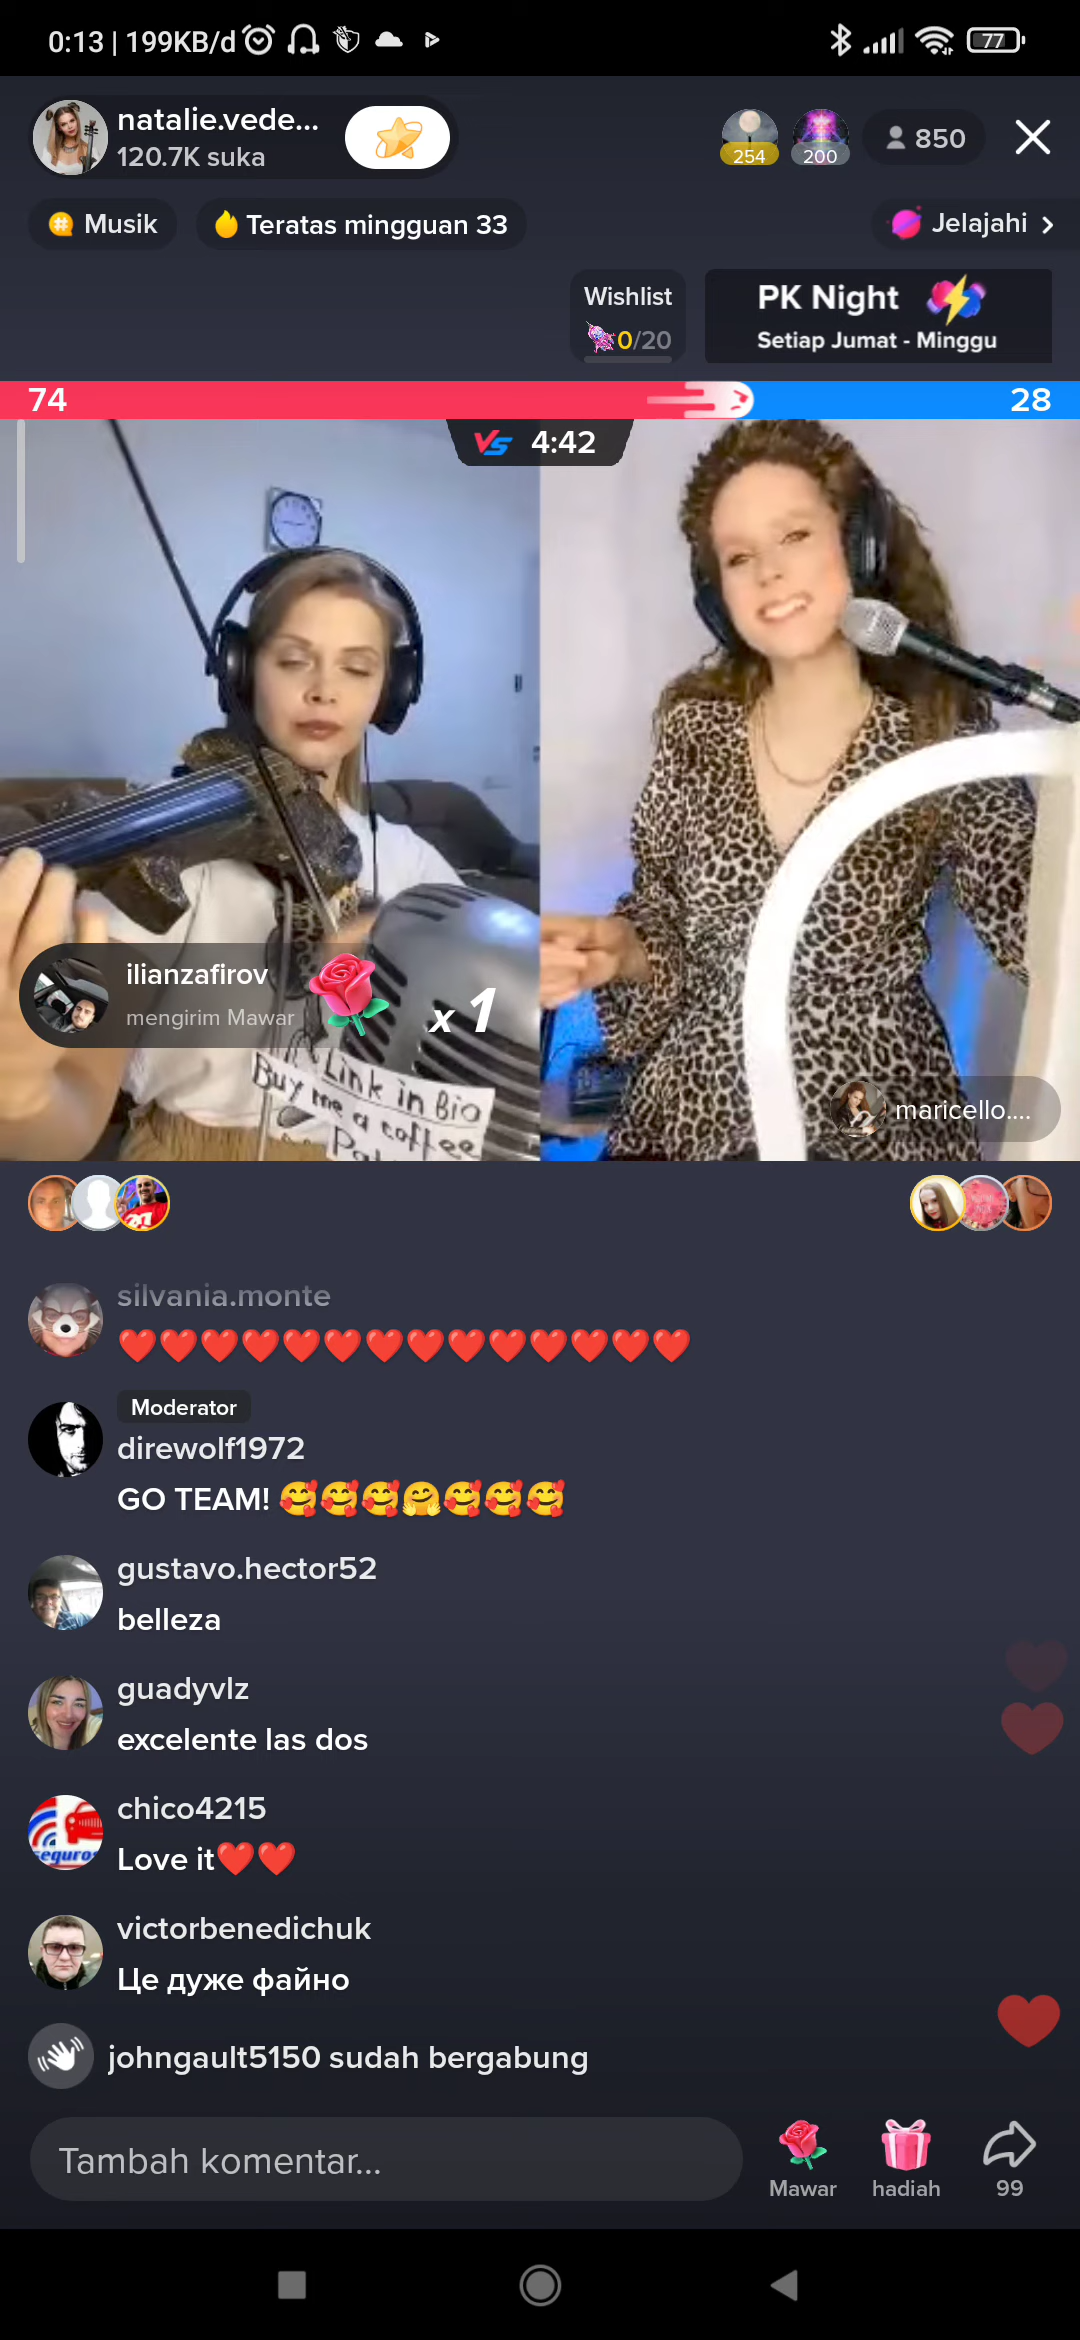 0:13 | 199KB/d
77
natalie.vede...
120.7K suka
254
200
850
Musik
Teratas mingguan 33
Jelajahi
Wishlist
0/20
PK Night
Setiap Jumat - Minggu
74
28
VS 4:42
ilianzafirov
mengirim Mawar
x 1
Link in Bio
Buy me a coffee
maricello....
silvania.monte
❤️❤️❤️❤️❤️❤️❤️❤️❤️❤️❤️❤️❤️❤️
Moderator
direwolf1972
GO TEAM! 🥰🥰🥰🤗🥰🥰🥰
gustavo.hector52
belleza
guadyvlz
excelente las dos
chico4215
Love it❤️❤️
victorbenedichuk
Це дуже файно
johngault5150 sudah bergabung
Tambah komentar...
Mawar
hadiah
99